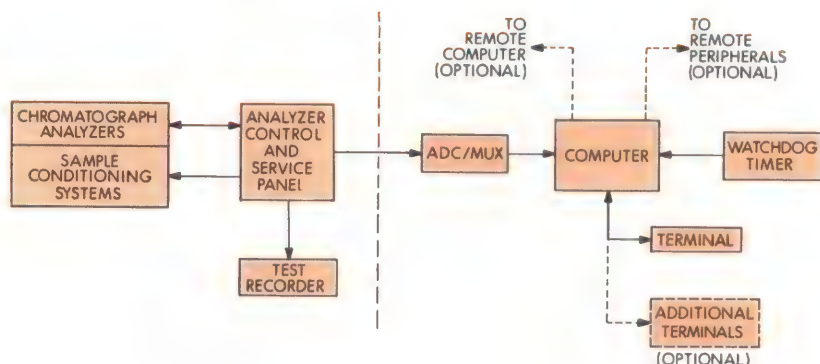 TO
REMOTE
COMPUTER
(OPTIONAL)
TO
REMOTE
PERIPHERALS
(OPTIONAL)
CHROMATOGRAPH
ANALYZERS
SAMPLE
CONDITIONING
SYSTEMS
ANALYZER
CONTROL
AND
SERVICE
PANEL
ADC/MUX
COMPUTER
WATCHDOG
TIMER
TERMINAL
TEST
RECORDER
ADDITIONAL
TERMINALS
(OPTIONAL)